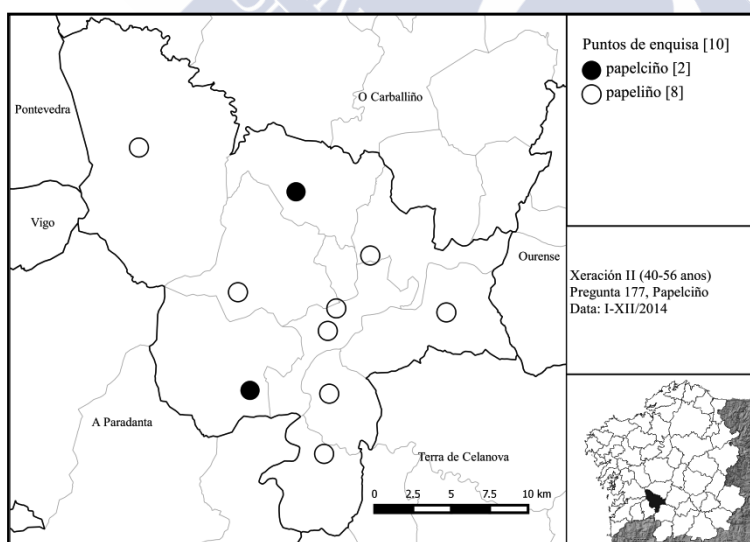 Puntos de enquisa [10]
papelciño [2]
papeliño [8]
O Carballiño
Pontevedra
Vigo
Ourense
Xeración II (40-56 anos)
Pregunta 177, Papelciño
Data: I-XII/2014
A Paradanta
Terra de Celanova
0 2,5 5 7,5 10 km